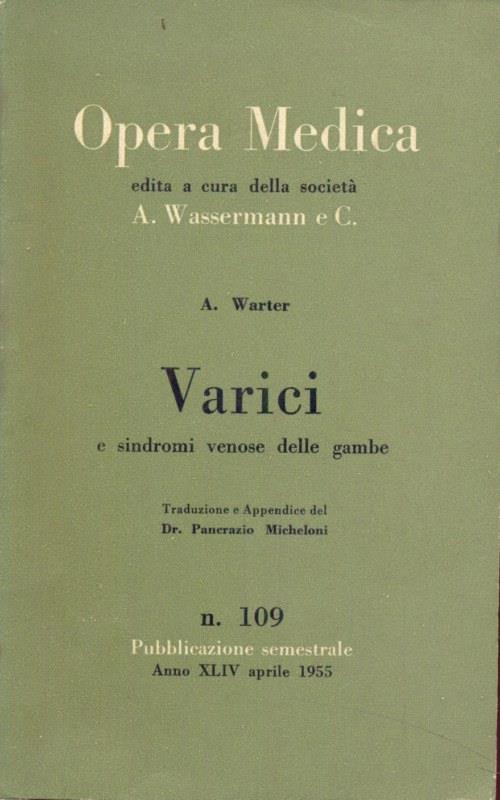 Opera Medica
edita a cura della società
A. Wassermann e C.
A. Warter
Varici
e sindromi venose delle gambe
Traduzione e Appendice del
Dr. Pancrazio Micheloni
n. 109
Pubblicazione semestrale
Anno XLIV aprile 1955